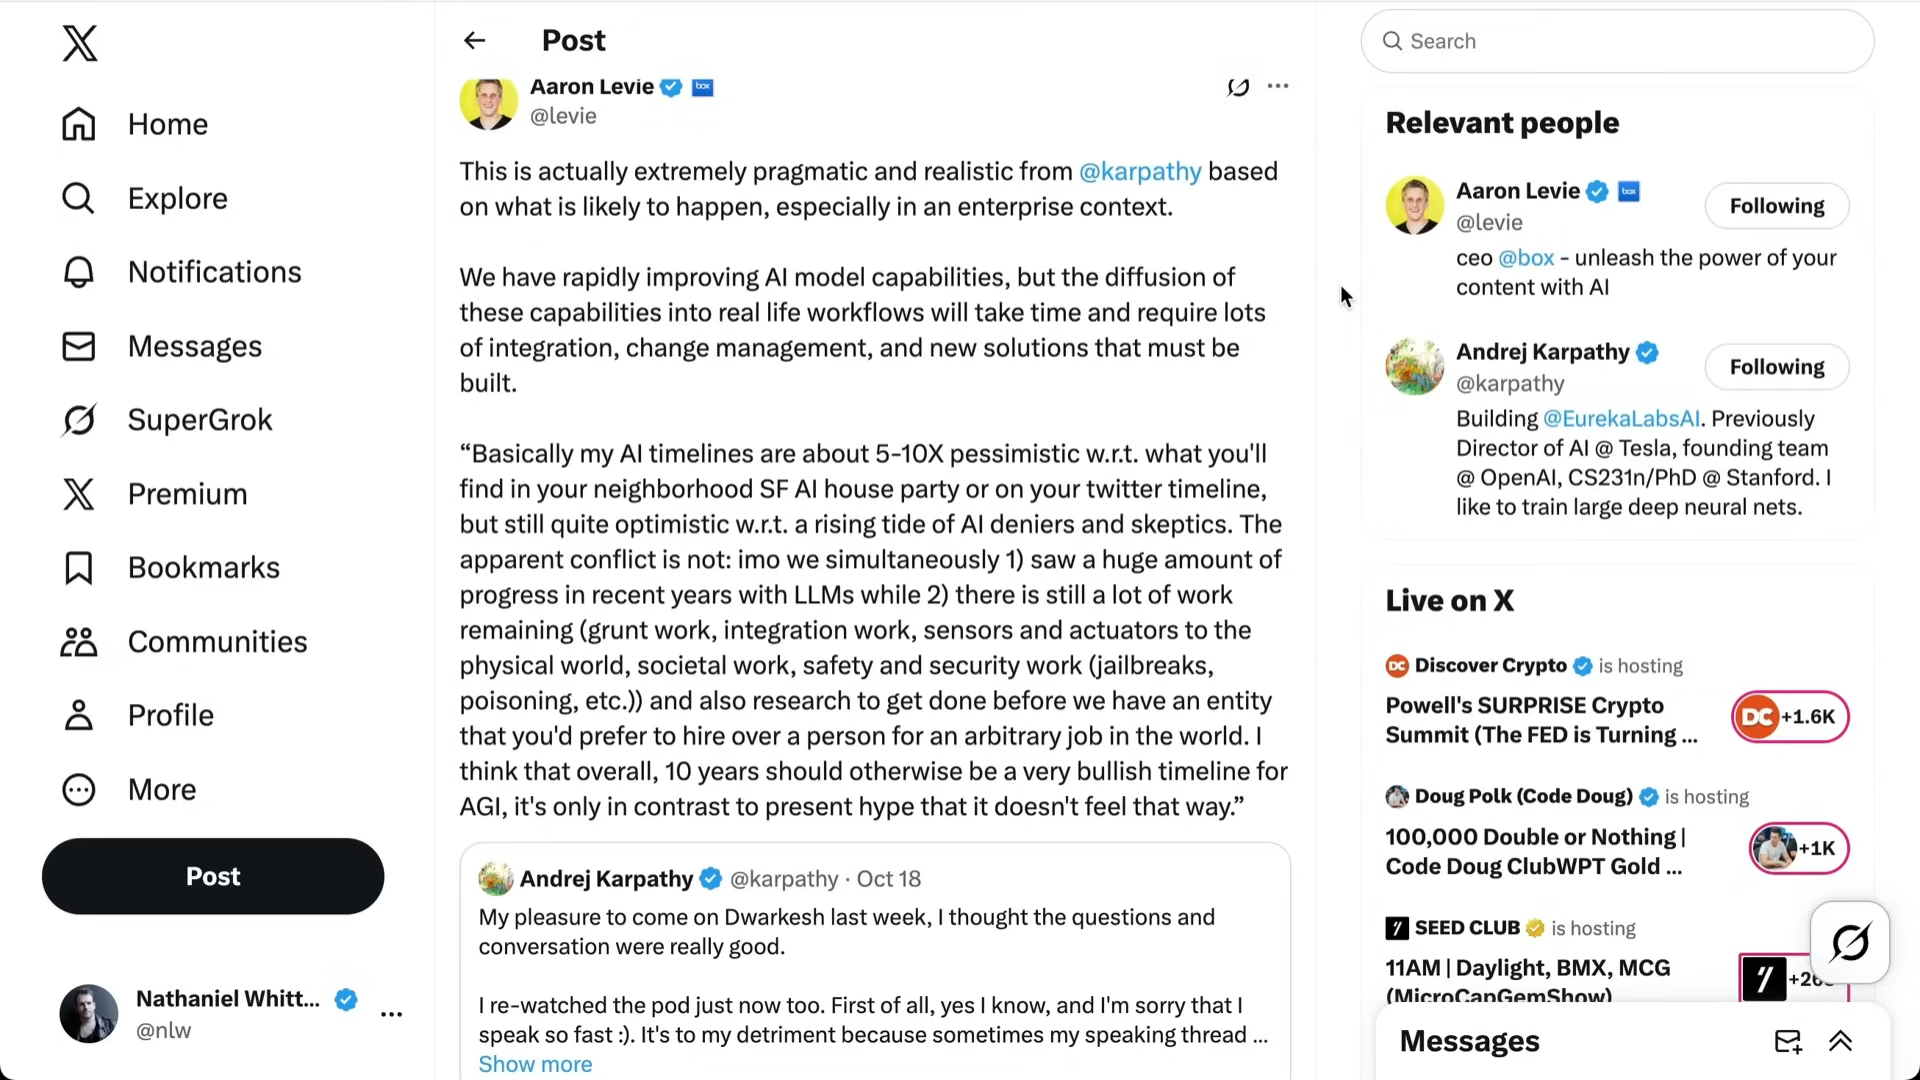 Home
Explore
Notifications
Messages
SuperGrok
Premium
Bookmarks
Communities
Profile
More
Post
Nathaniel Whitt...
@nlw
Post
Aaron Levie
box
@levie
This is actually extremely pragmatic and realistic from @karpathy based
on what is likely to happen, especially in an enterprise context.
We have rapidly improving AI model capabilities, but the diffusion of
these capabilities into real life workflows will take time and require lots
of integration, change management, and new solutions that must be
built.
“Basically my AI timelines are about 5-10X pessimistic w.r.t. what you'll
find in your neighborhood SF AI house party or on your twitter timeline,
but still quite optimistic w.r.t. a rising tide of AI deniers and skeptics. The
apparent conflict is not: imo we simultaneously 1) saw a huge amount of
progress in recent years with LLMs while 2) there is still a lot of work
remaining (grunt work, integration work, sensors and actuators to the
physical world, societal work, safety and security work (jailbreaks,
poisoning, etc.)) and also research to get done before we have an entity
that you'd prefer to hire over a person for an arbitrary job in the world. I
think that overall, 10 years should otherwise be a very bullish timeline for
AGI, it's only in contrast to present hype that it doesn't feel that way.”
Andrej Karpathy @karpathy · Oct 18
My pleasure to come on Dwarkesh last week, I thought the questions and
conversation were really good.
I re-watched the pod just now too. First of all, yes I know, and I'm sorry that I
speak so fast :). It's to my detriment because sometimes my speaking thread ...
Show more
Search
Relevant people
Aaron Levie
box
Following
@levie
ceo @box - unleash the power of your
content with AI
Andrej Karpathy
Following
@karpathy
Building @EurekaLabsAI. Previously
Director of AI @ Tesla, founding team
@ OpenAI, CS231n/PhD @ Stanford. I
like to train large deep neural nets.
Live on X
DC Discover Crypto is hosting
Powell's SURPRISE Crypto
Summit (The FED is Turning ...
DC +1.6K
Doug Polk (Code Doug) is hosting
100,000 Double or Nothing |
Code Doug ClubWPT Gold ...
+1K
SEED CLUB is hosting
11AM | Daylight, BMX, MCG
(MicroCapGemShow)
Messages